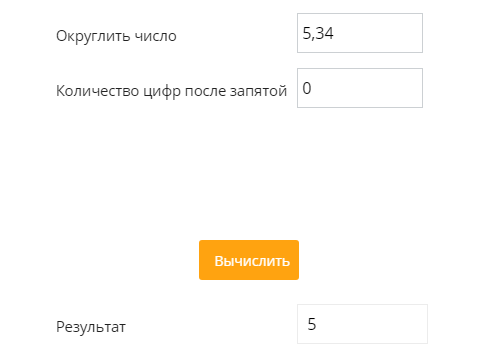 Округлить число 5,34
Количество цифр после запятой 0
Вычислить
Результат 5